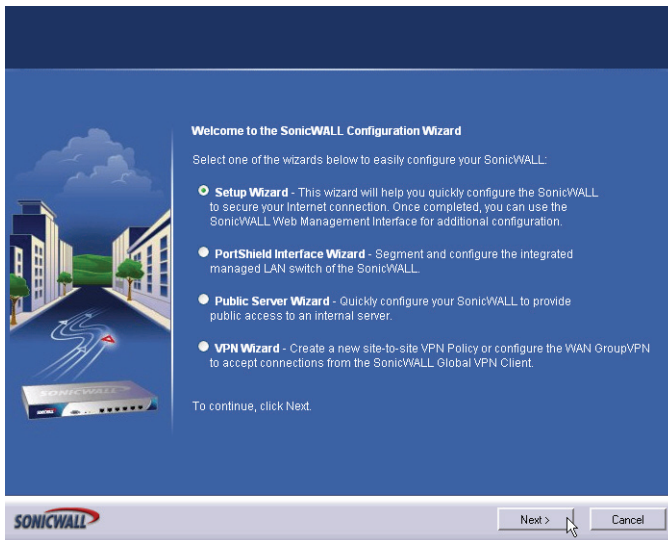 Welcome to the SonicWALL Configuration Wizard
Select one of the wizards below to easily configure your SonicWALL:
Setup Wizard - This wizard will help you quickly configure the SonicWALL
to secure your Internet connection. Once completed, you can use the
SonicWALL Web Management Interface for additional configuration.
PortShield Interface Wizard - Segment and configure the integrated
managed LAN switch of the SonicWALL.
Public Server Wizard - Quickly configure your SonicWALL to provide
public access to an internal server.
VPN Wizard - Create a new site-to-site VPN Policy or configure the WAN GroupVPN
to accept connections from the SonicWALL Global VPN Client.
To continue, click Next.
SONICWALL
SONICWALL
SONICWALL
Next >
Cancel